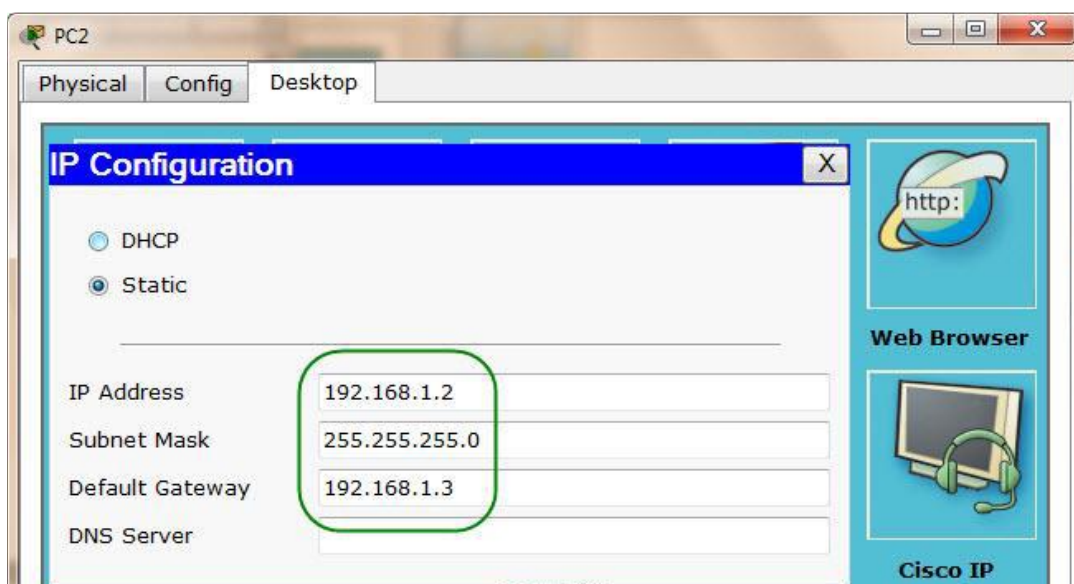 PC2
Physical Config Desktop
IP Configuration X
http:
DHCP
Static
Web Browser
IP Address 192.168.1.2
Subnet Mask 255.255.255.0
Default Gateway 192.168.1.3
DNS Server
Cisco IP